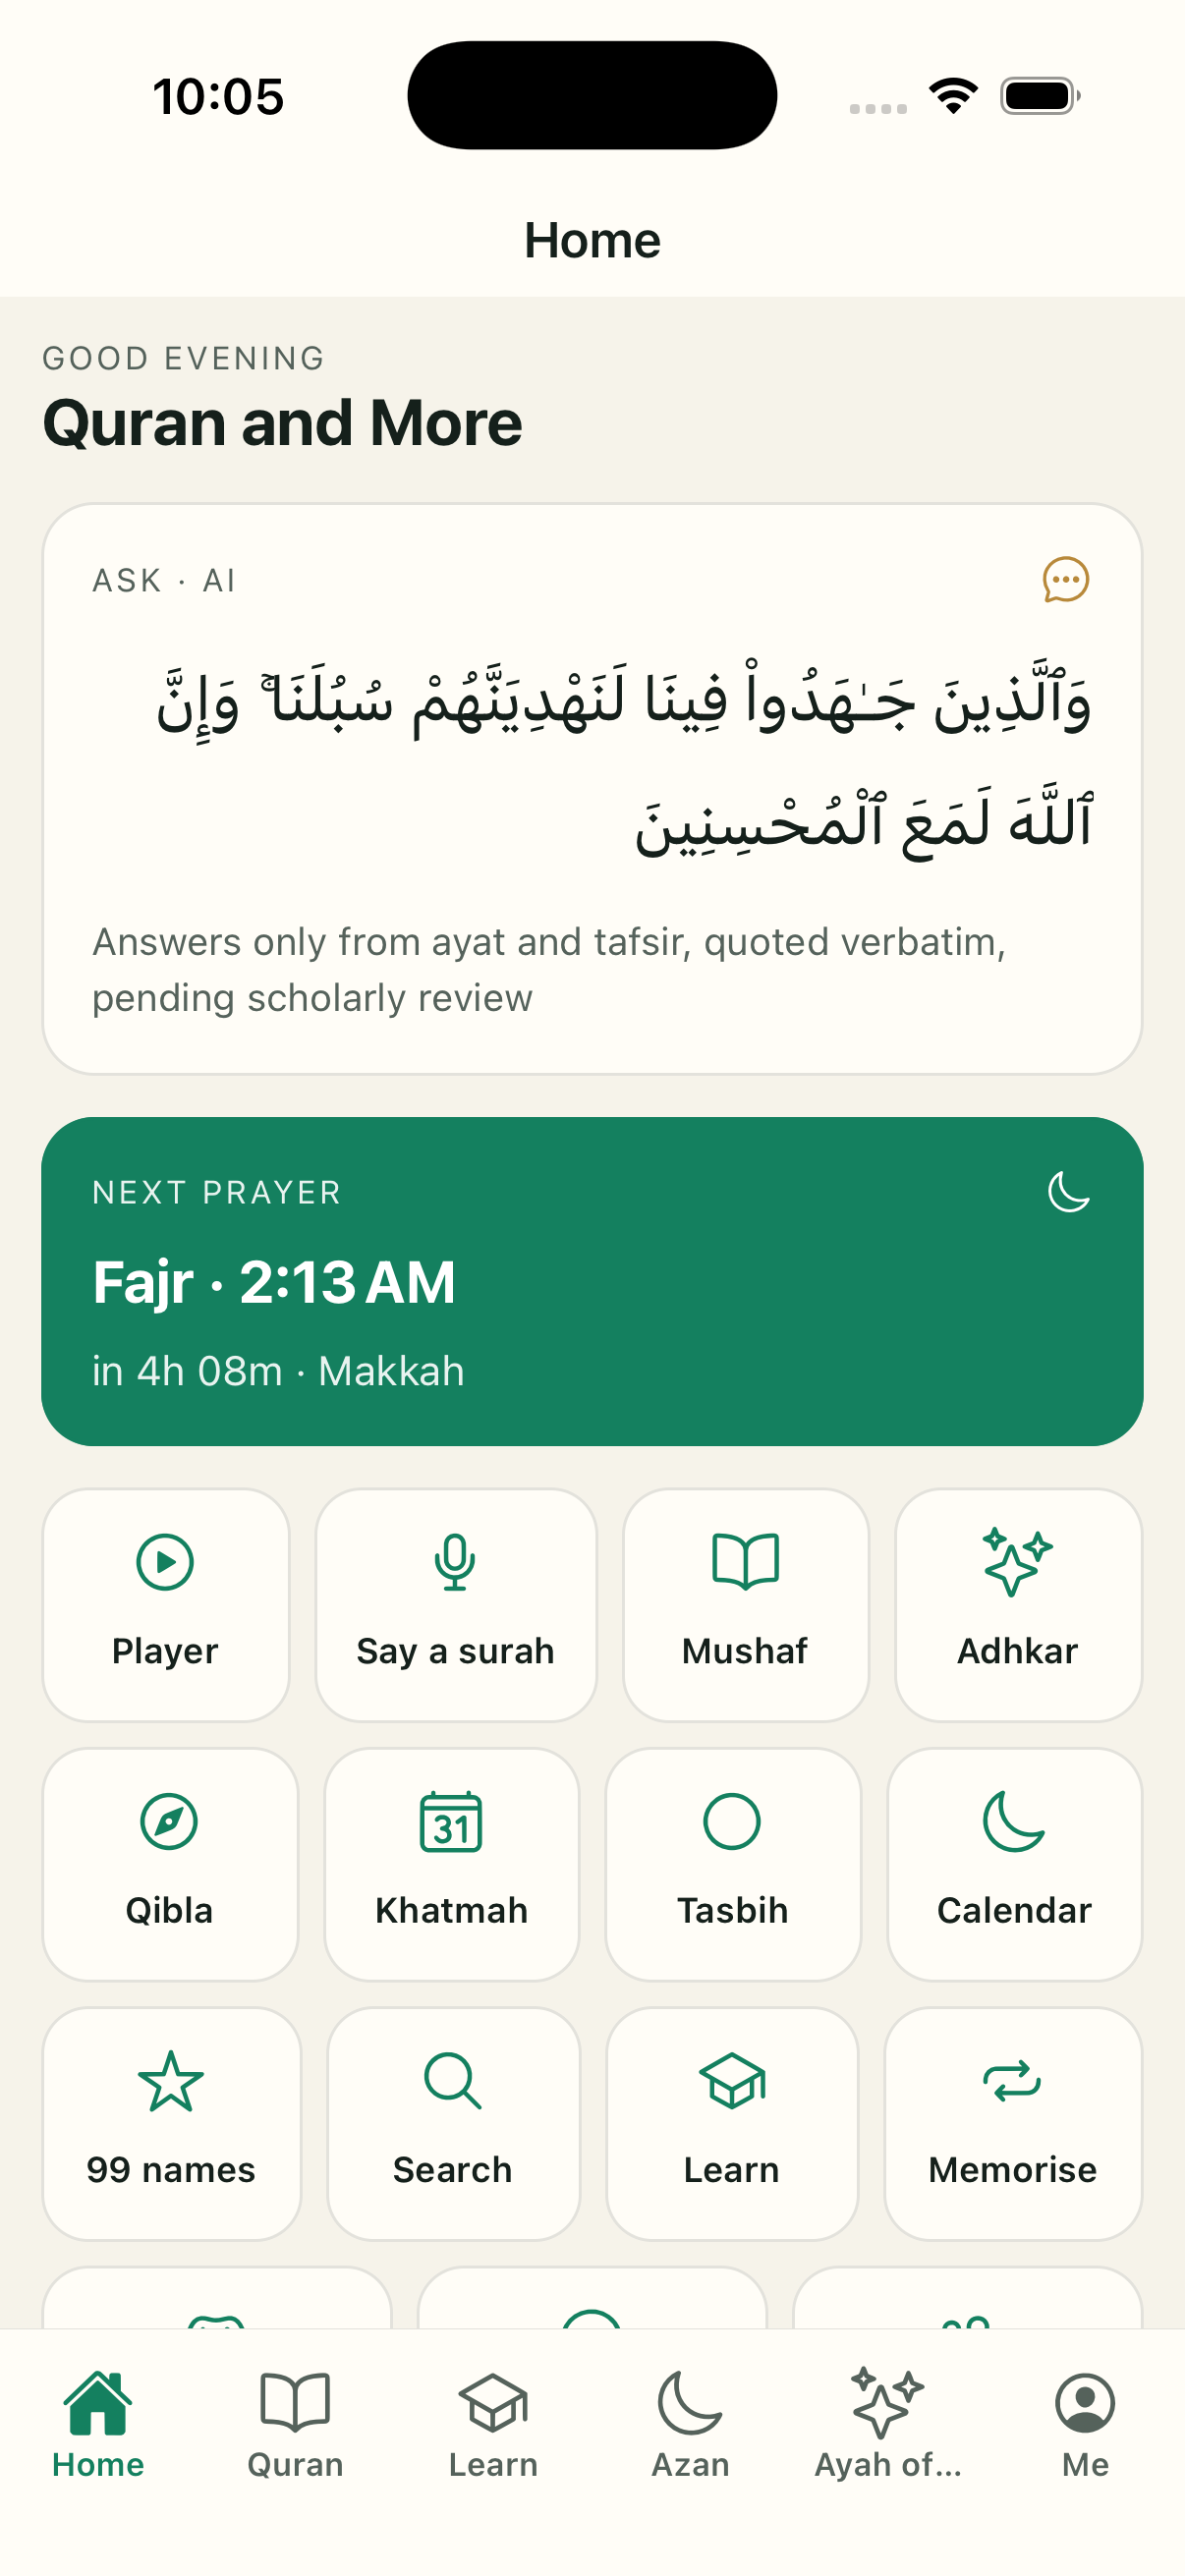 10:05
Home
GOOD EVENING
Quran and More
ASK · AI
وَٱلَّذِينَ جَـٰهَدُوا۟ فِينَا لَنَهْدِيَنَّهُمْ سُبُلَنَا ۚ وَإِنَّ
ٱللَّهَ لَمَعَ ٱلْمُحْسِنِينَ
Answers only from ayat and tafsir, quoted verbatim,
pending scholarly review
NEXT PRAYER
Fajr · 2:13 AM
in 4h 08m · Makkah
Player Say a surah Mushaf Adhkar
31
Qibla Khatmah Tasbih Calendar
99 names Search Learn Memorise
Home Quran Learn Azan Ayah of... Me